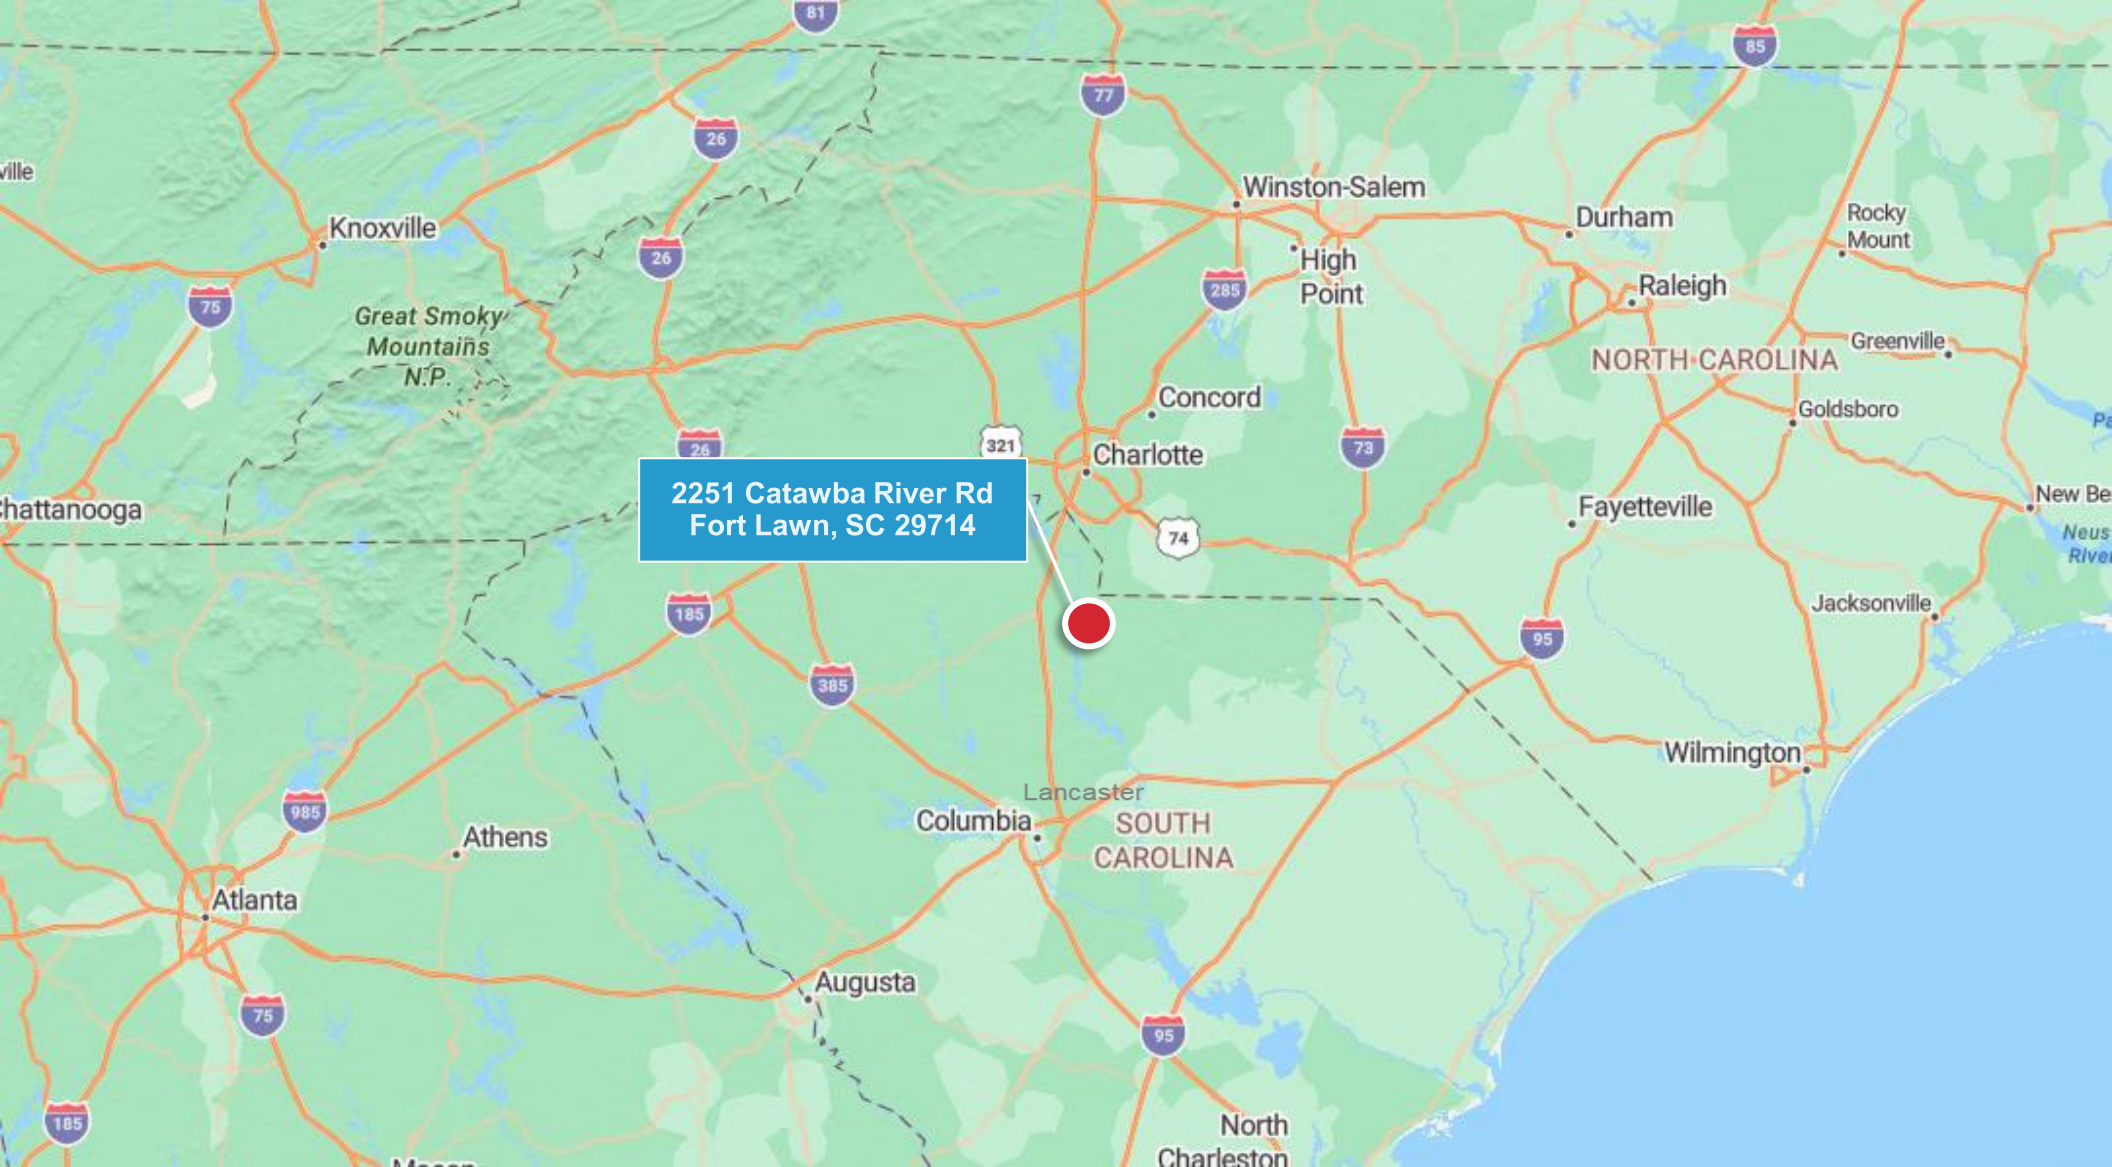 81
85
77
26
ville
Winston-Salem
Rocky
Mount
Durham
Knoxville
26
High
Point
285
Raleigh
75
Great Smoky
Mountains
N.P.
Greenville
NORTH CAROLINA
Concord
Goldsboro
321
26
Charlotte
73
2251 Catawba River Rd
Fort Lawn, SC 29714
Chattanooga
New Be
Fayetteville
74
Neus
River
185
Jacksonville
95
385
Wilmington
Lancaster
985
Columbia
SOUTH
CAROLINA
Athens
Atlanta
Augusta
75
95
185
North
Charleston